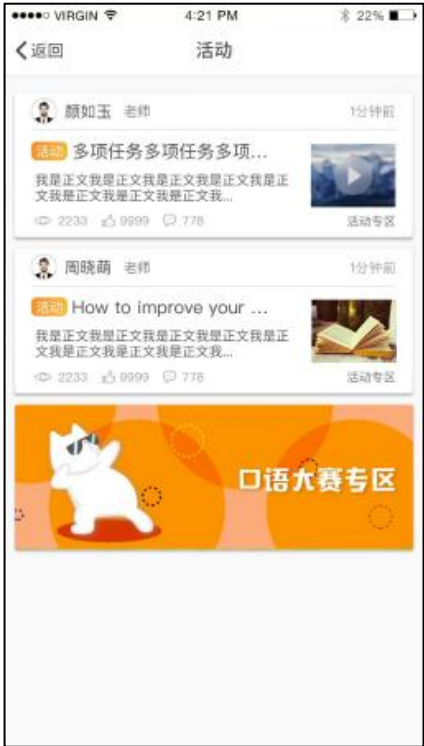 VIRGIN 4:21 PM 22%
返回 活动
颜如玉 老师 1分钟前
活动 多项任务多项任务多项...
我是正文我是正文我是正文我是正文我是正
文我是正文我是正文我是正文我...
2233 9999 778 活动专区
周晓萌 老师 1分钟前
活动 How to improve your ...
我是正文我是正文我是正文我是正文我是正
文我是正文我是正文我是正文我...
2233 9999 778 活动专区
口语大赛专区